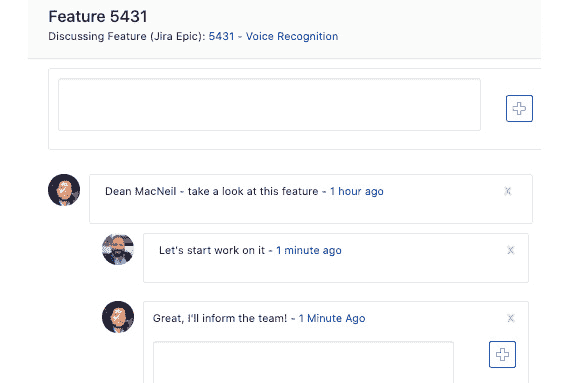 Feature 5431
Discussing Feature (Jira Epic): 5431 - Voice Recognition
Dean MacNeil - take a look at this feature - 1 hour ago
X
Let's start work on it - 1 minute ago
X
Great, I'll inform the team! - 1 Minute Ago
X